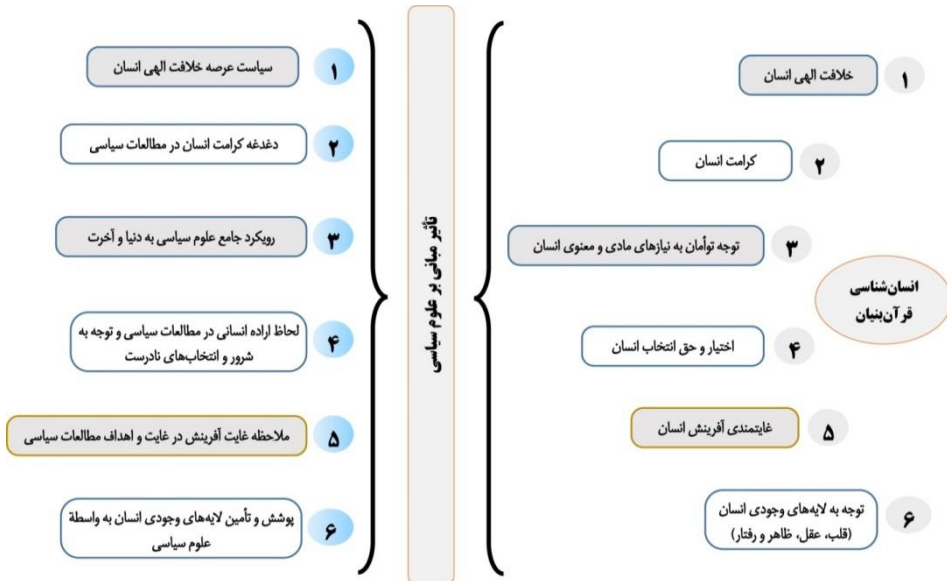 انسان‌شناسی
قرآن‌بنیان
۱
خلافت الهی انسان
۲
کرامت انسان
۳
توجه توأمان به نیازهای مادی و معنوی انسان
۴
اختیار و حق انتخاب انسان
۵
غایتمندی آفرینش انسان
۶
توجه به لایه‌های وجودی انسان
(قلب، عقل، ظاهر و رفتار)
تأثیر مبانی بر علوم سیاسی
۱
سیاست عرصه خلافت الهی انسان
۲
دغدغه کرامت انسان در مطالعات سیاسی
۳
رویکرد جامع علوم سیاسی به دنیا و آخرت
۴
لحاظ اراده انسانی در مطالعات سیاسی و توجه به
شرور و انتخاب‌های نادرست
۵
ملاحظه غایت آفرینش در غایت و اهداف مطالعات سیاسی
۶
پوشش و تأمین لایه‌های وجودی انسان به واسطۀ
علوم سیاسی